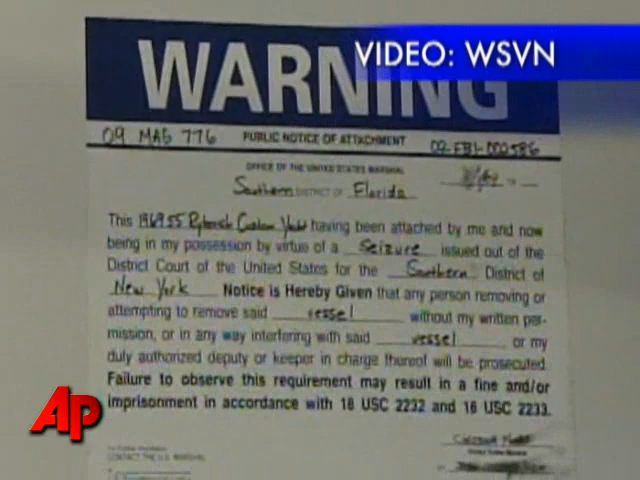 VIDEO: WSVN
WARNING
09 MAG 776 PUBLIC NOTICE OF ATTACHMENT
OFFICE OF THE UNITED STATES MARSHAL
Southern DISTRICT OF Florida
This Custom Yacht having been attached by me and now
being in my possession by virtue of a Seizure issued out of the
District Court of the United States for the Southern District of
New York Notice is Hereby Given that any person removing or
attempting to remove said vessel without my written per-
mission, or in any way interfering with said vessel or my
duly authorized deputy or keeper in charge thereof will be prosecuted.
Failure to observe this requirement may result in a fine and/or
imprisonment in accordance with 18 USC 2232 and 18 USC 2233.
AP
CONTACT THE U.S. MARSHAL